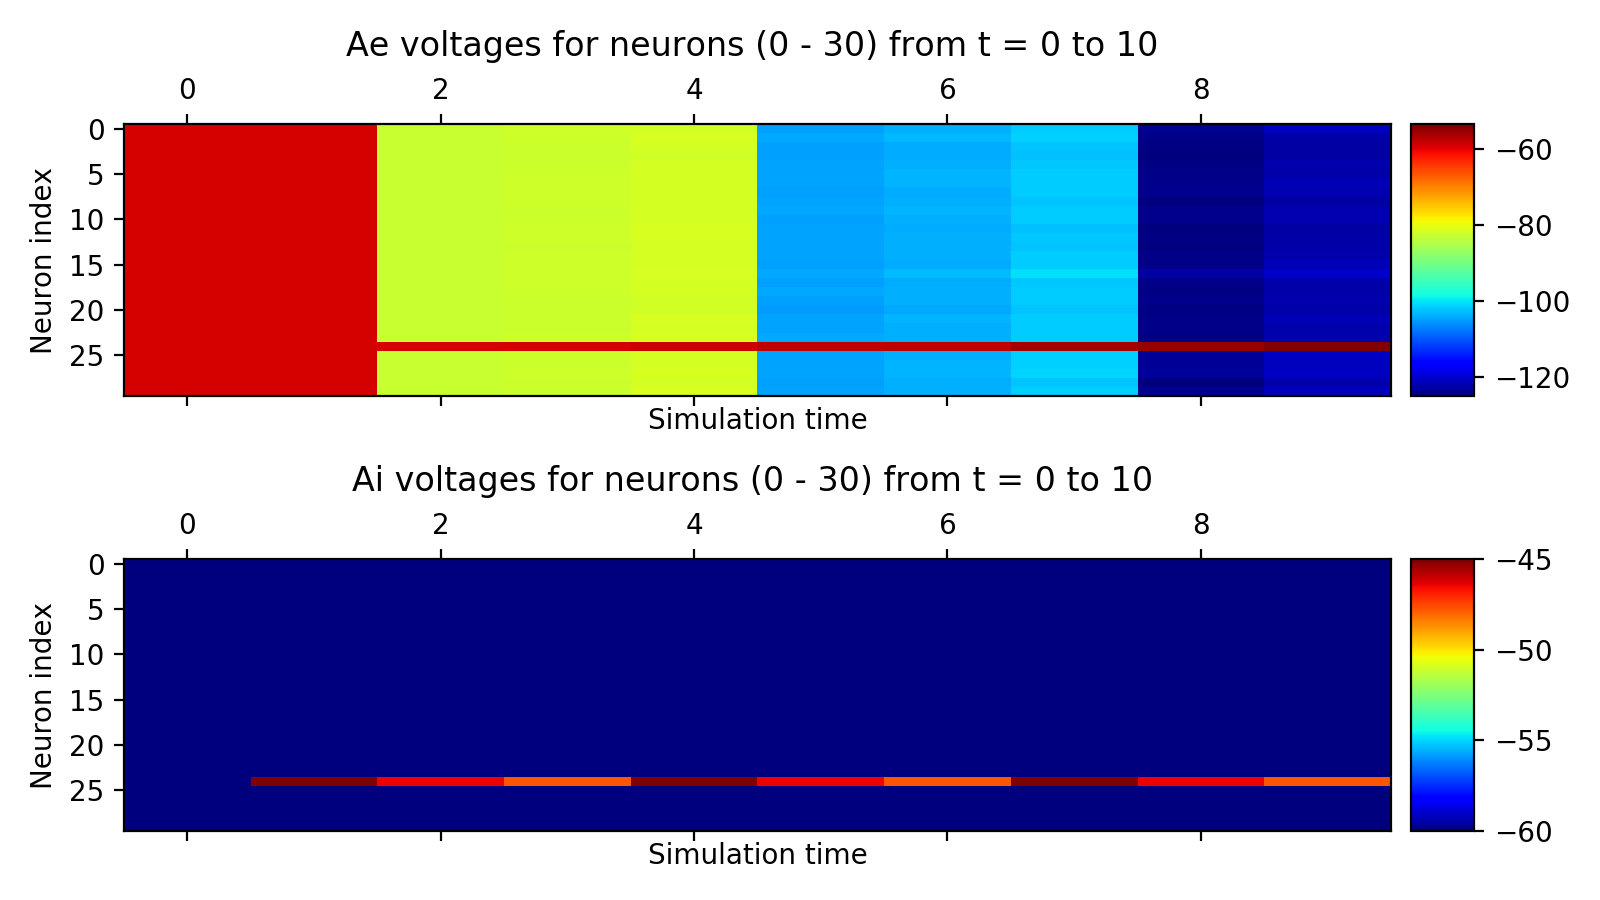 Ae voltages for neurons (0 - 30) from t = 0 to 10
0 2 4 6 8
0
5
10
15
20
25
Neuron index
Simulation time
−60
−80
−100
−120
Ai voltages for neurons (0 - 30) from t = 0 to 10
0 2 4 6 8
0
5
10
15
20
25
Neuron index
Simulation time
−45
−50
−55
−60